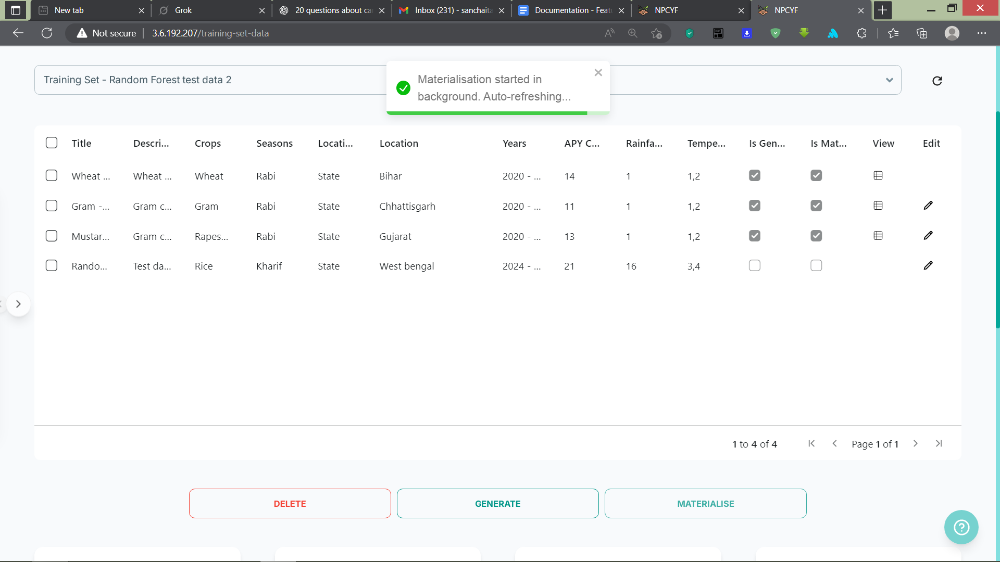 New tab
Grok
20 questions about ca
Inbox (231) - sanchaita
Documentation - Feat
NPCYF
NPCYF
Not secure
3.6.192.207/training-set-data
Training Set - Random Forest test data 2
Materialisation started in
background. Auto-refreshing...
Title Descri... Crops Seasons Locati... Location Years APY C... Rainfa... Tempe... Is Gen... Is Mat... View Edit
Wheat ... Wheat ... Wheat Rabi State Bihar 2020 - ... 14 1 1,2
Gram -... Gram c... Gram Rabi State Chhattisgarh 2020 - ... 11 1 1,2
Mustar... Gram c... Rapes... Rabi State Gujarat 2020 - ... 13 1 1,2
Rando... Test da... Rice Kharif State West bengal 2024 - ... 21 16 3,4
1 to 4 of 4 Page 1 of 1
DELETE GENERATE MATERIALISE